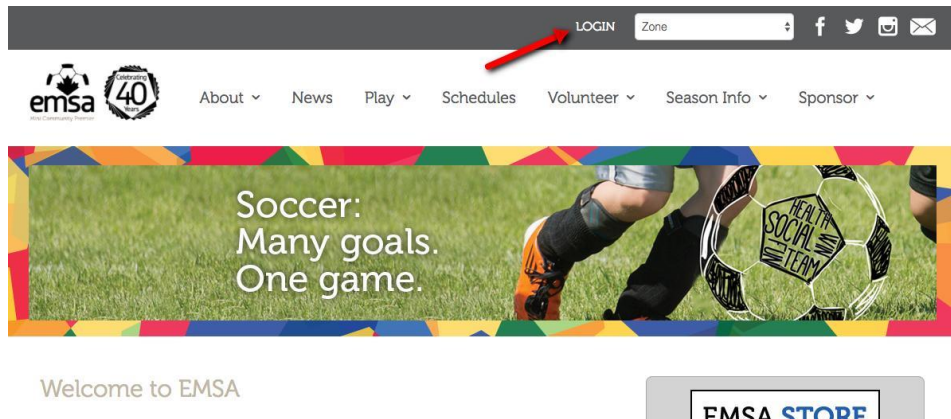 LOGIN Zone
emsa
Celebrating
40
Years
About News Play Schedules Volunteer Season Info Sponsor
Soccer:
Many goals.
One game.
HEALTH
SOCIAL
WIN
TEAM
Welcome to EMSA
EMSA STORE